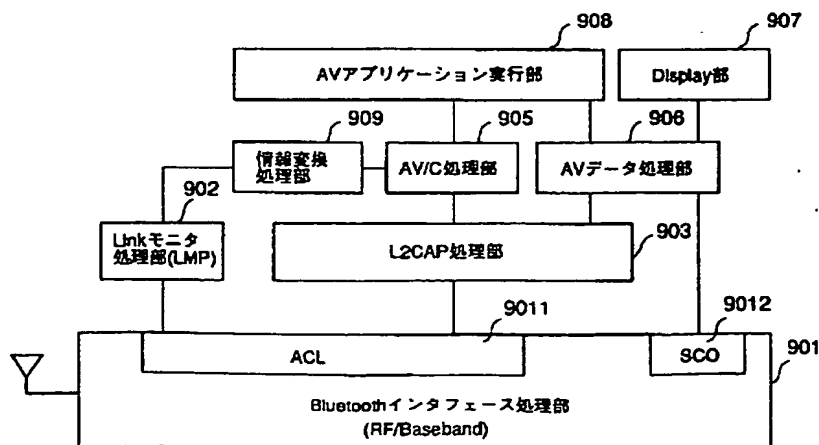 908
907
AVアプリケーション実行部
Display部
909
905
906
情報変換
処理部
AV/C処理部
AVデータ処理部
902
Linkモニタ
処理部(LMP)
903
L2CAP処理部
9011
9012
901
ACL
SCO
Bluetoothインタフェース処理部
(RF/Baseband)